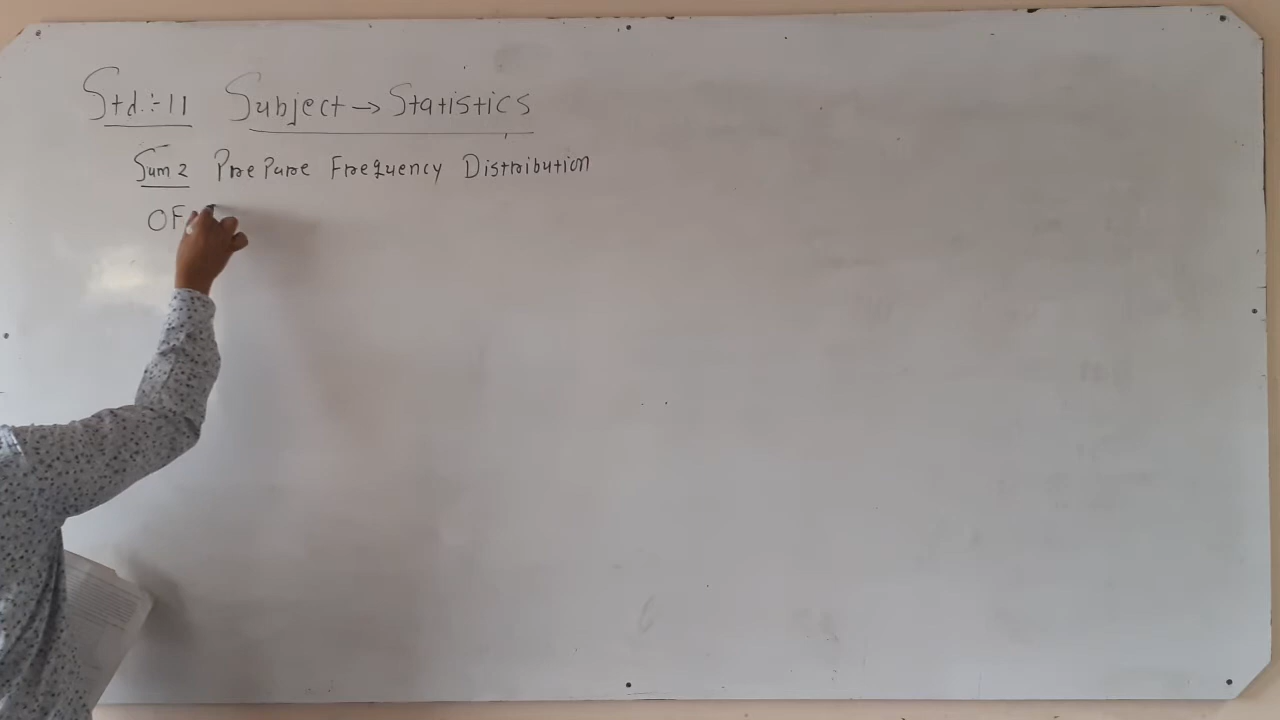 Std.:-11 Subject → Statistics
Sum 2 Prepare Frequency Distribution
OF